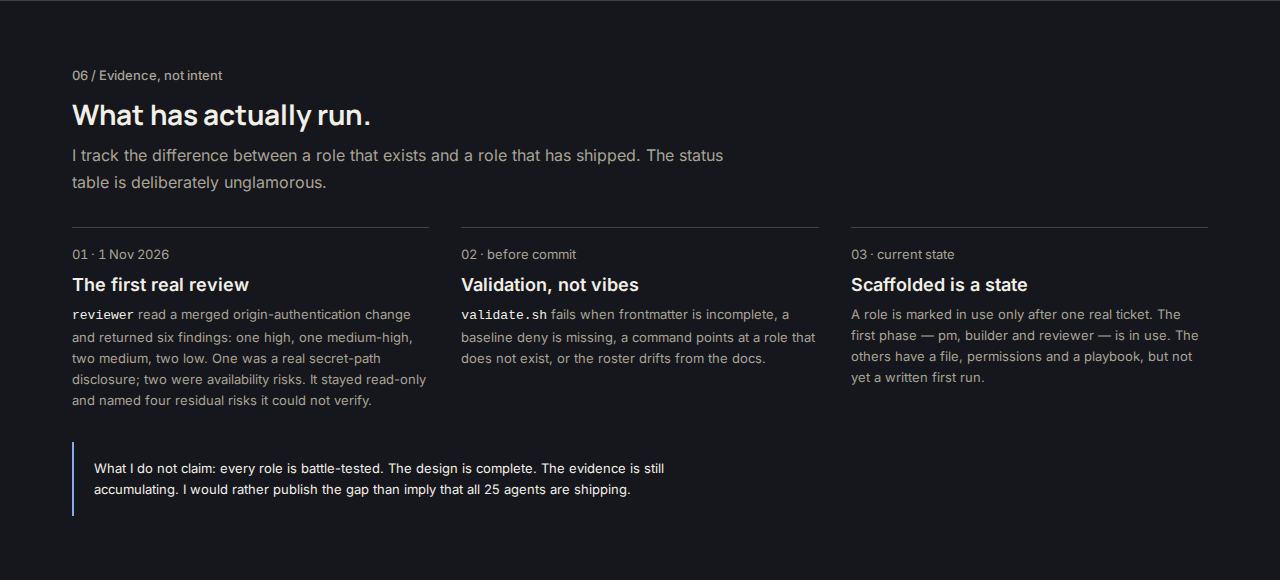 06 / Evidence, not intent
What has actually run.
I track the difference between a role that exists and a role that has shipped. The status
table is deliberately unglamorous.
01 · 1 Nov 2026
The first real review
reviewer read a merged origin-authentication change
and returned six findings: one high, one medium-high,
two medium, two low. One was a real secret-path
disclosure; two were availability risks. It stayed read-only
and named four residual risks it could not verify.
02 · before commit
Validation, not vibes
validate.sh fails when frontmatter is incomplete, a
baseline deny is missing, a command points at a role that
does not exist, or the roster drifts from the docs.
03 · current state
Scaffolded is a state
A role is marked in use only after one real ticket. The
first phase — pm, builder and reviewer — is in use. The
others have a file, permissions and a playbook, but not
yet a written first run.
What I do not claim: every role is battle-tested. The design is complete. The evidence is still
accumulating. I would rather publish the gap than imply that all 25 agents are shipping.